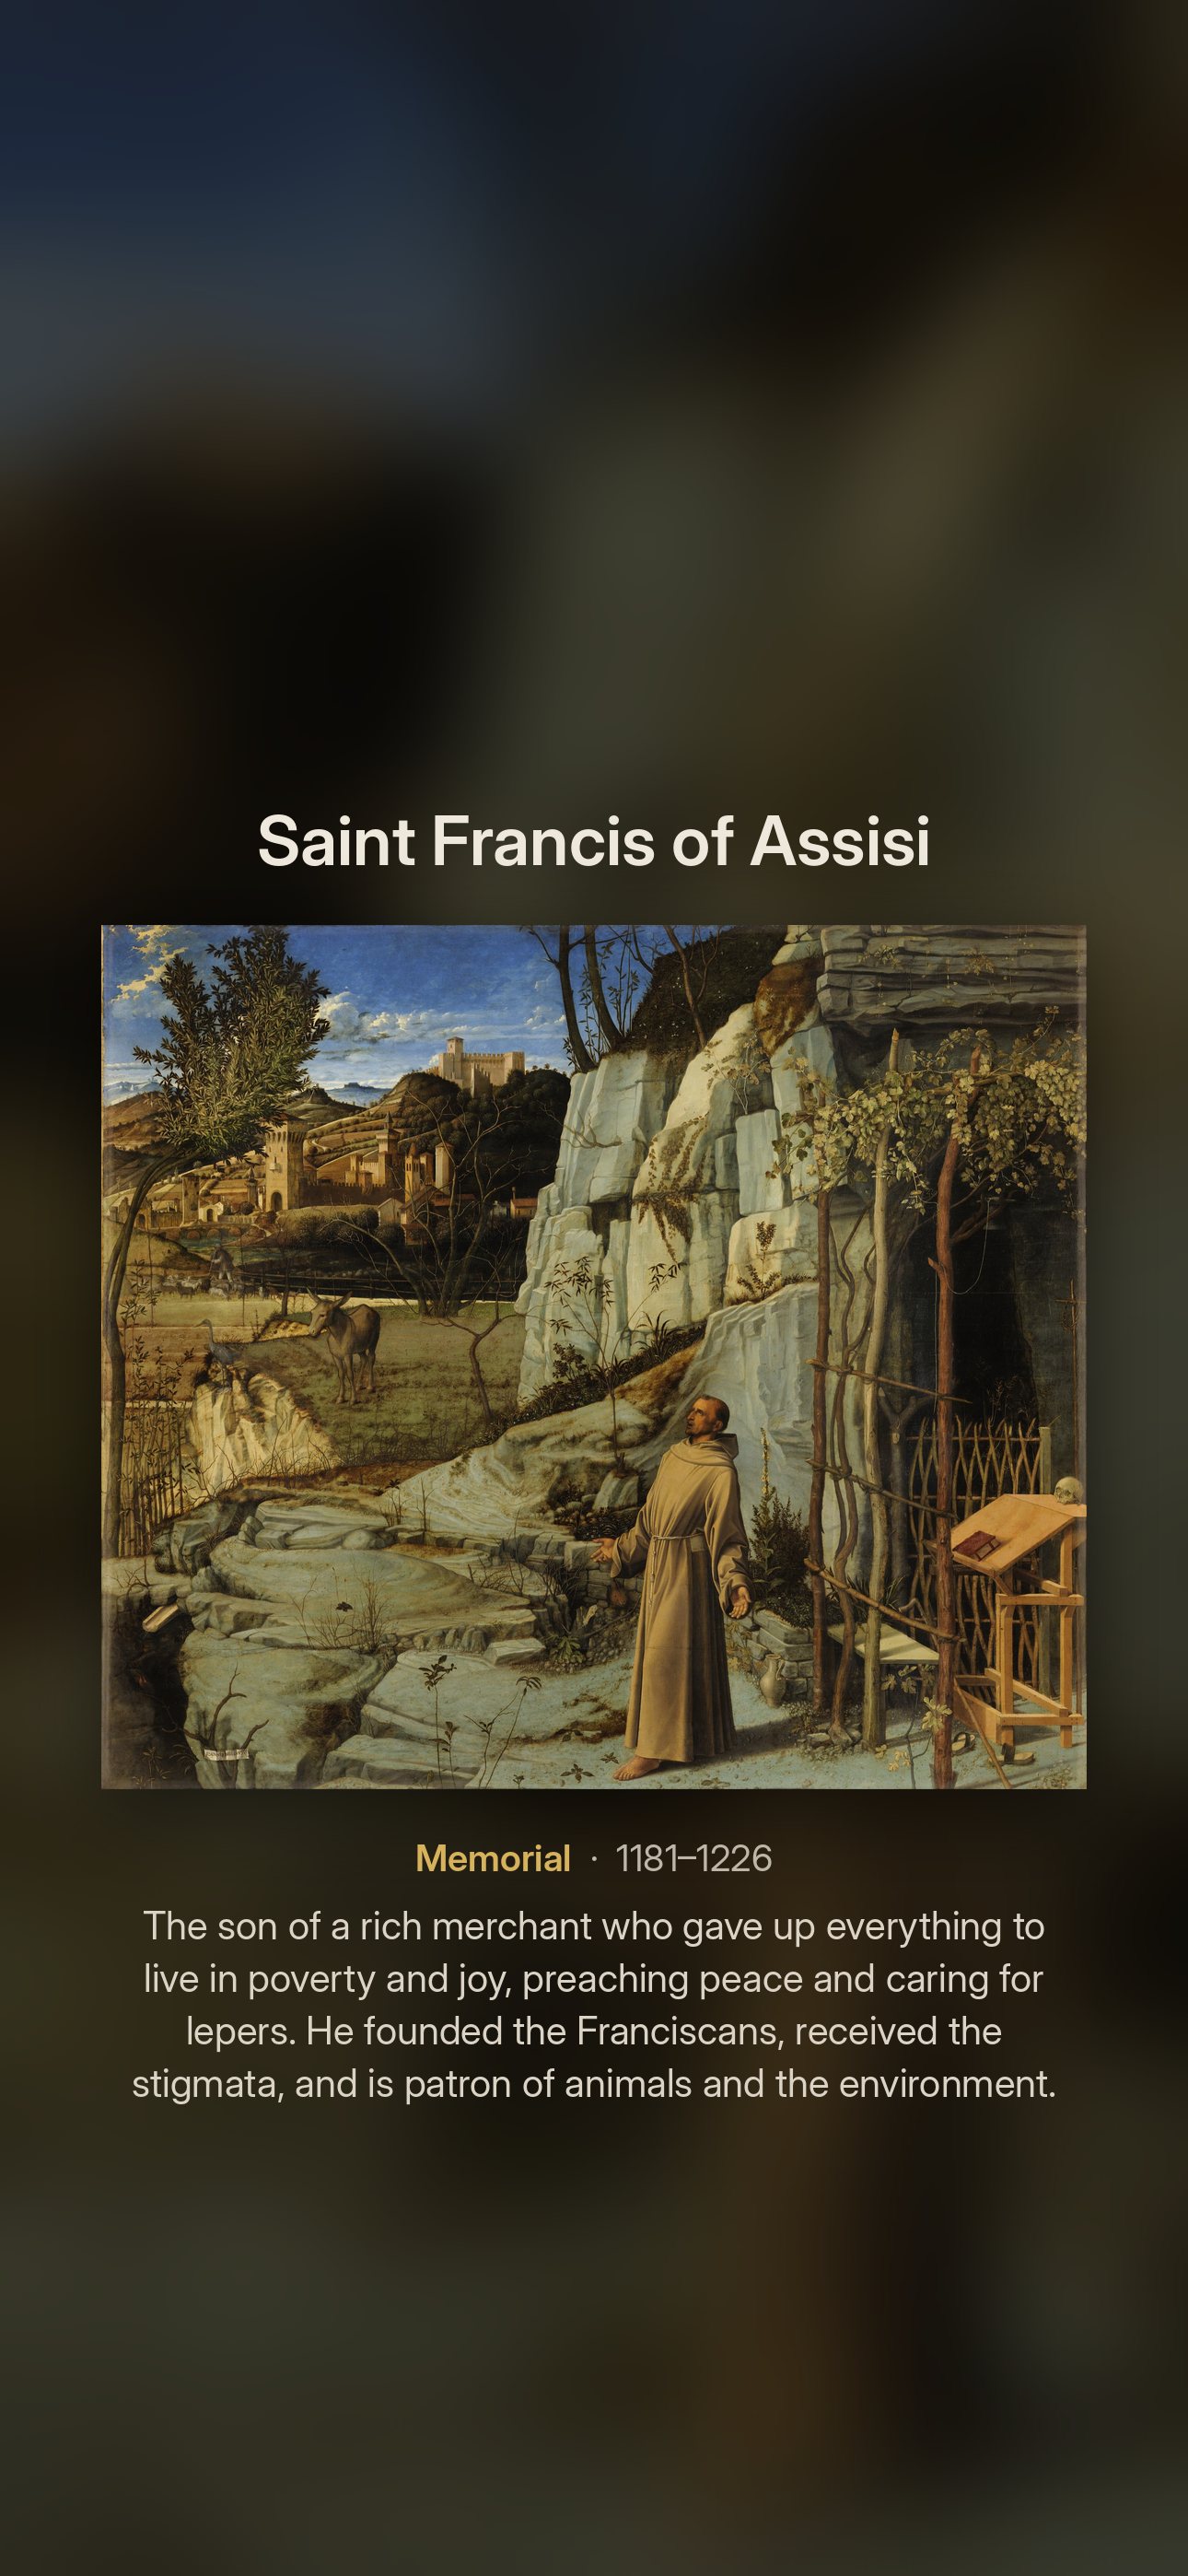 Saint Francis of Assisi
Memorial · 1181–1226
The son of a rich merchant who gave up everything to
live in poverty and joy, preaching peace and caring for
lepers. He founded the Franciscans, received the
stigmata, and is patron of animals and the environment.